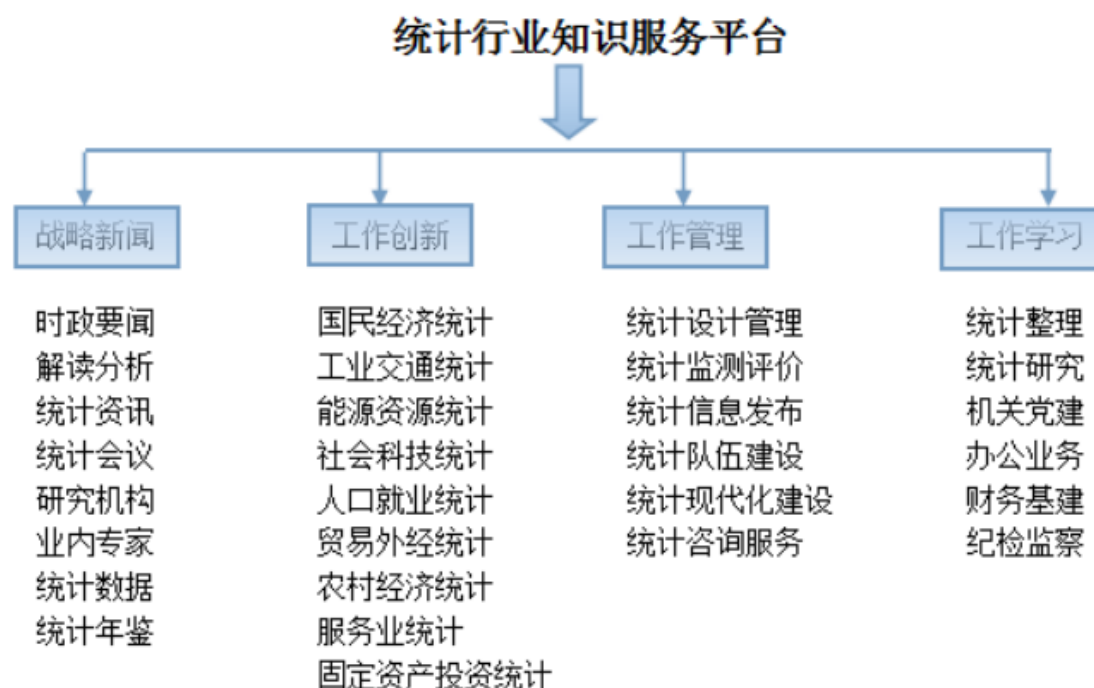 统计行业知识服务平台
战略新闻
工作创新
工作管理
工作学习
时政要闻
解读分析
统计资讯
统计会议
研究机构
业内专家
统计数据
统计年鉴
国民经济统计
工业交通统计
能源资源统计
社会科技统计
人口就业统计
贸易外经统计
农村经济统计
服务业统计
固定资产投资统计
统计设计管理
统计监测评价
统计信息发布
统计队伍建设
统计现代化建设
统计咨询服务
统计整理
统计研究
机关党建
办公业务
财务基建
纪检监察